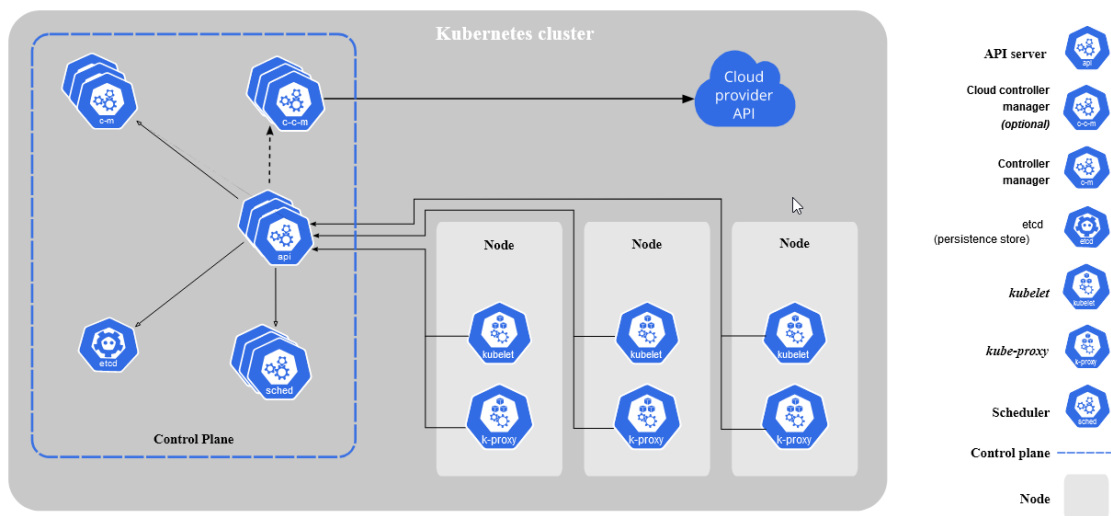 Kubernetes cluster
c-m
c-c-m
Cloud
provider
API
api
etcd
sched
Control Plane
Node
kubelet
k-proxy
Node
kubelet
k-proxy
Node
kubelet
k-proxy
API server
api
Cloud controller
manager
(optional)
c-c-m
Controller
manager
c-m
etcd
(persistence store)
etcd
kubelet
kubelet
kube-proxy
k-proxy
Scheduler
sched
Control plane
Node